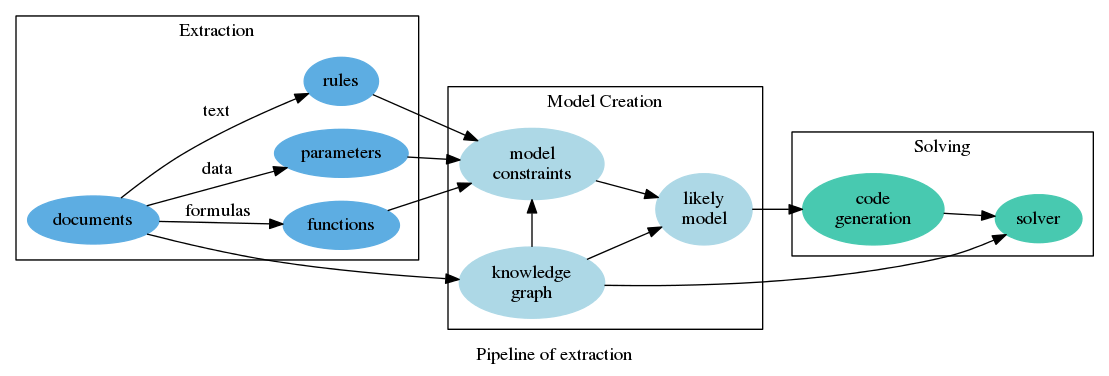 Extraction
rules
text
parameters
data
formulas
documents
functions
Model Creation
model
constraints
likely
model
knowledge
graph
Solving
code
generation
solver
Pipeline of extraction